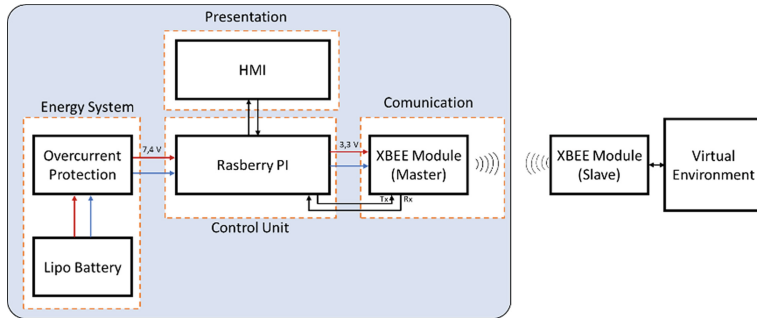 Presentation
HMI
Energy System
Comunication
Overcurrent
Protection
7,4 V
Rasberry PI
3,3 V
XBEE Module
(Master)
XBEE Module
(Slave)
Virtual
Environment
Tx
Rx
Control Unit
Lipo Battery